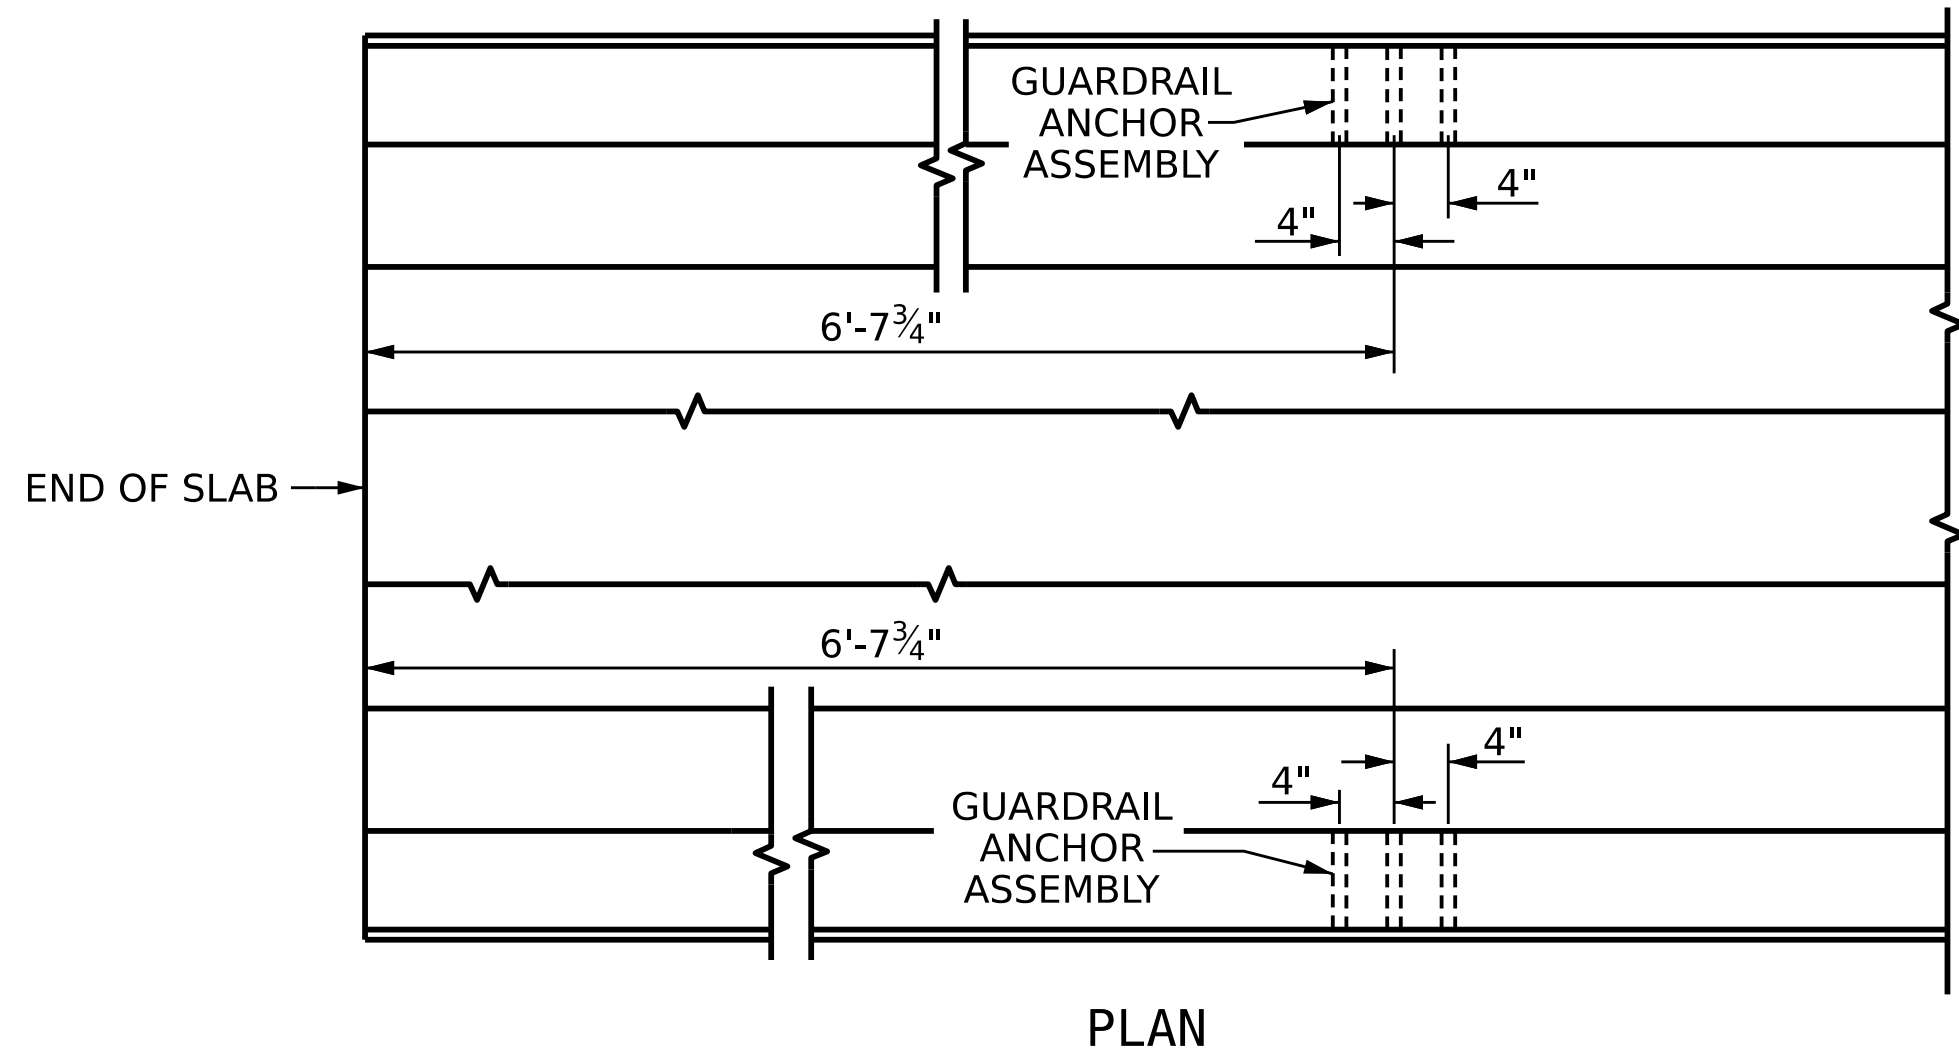 GUARDRAIL
ANCHOR
ASSEMBLY
4"
4"
6'-7¾"
END OF SLAB
6'-7¾"
4"
4"
GUARDRAIL
ANCHOR
ASSEMBLY
PLAN